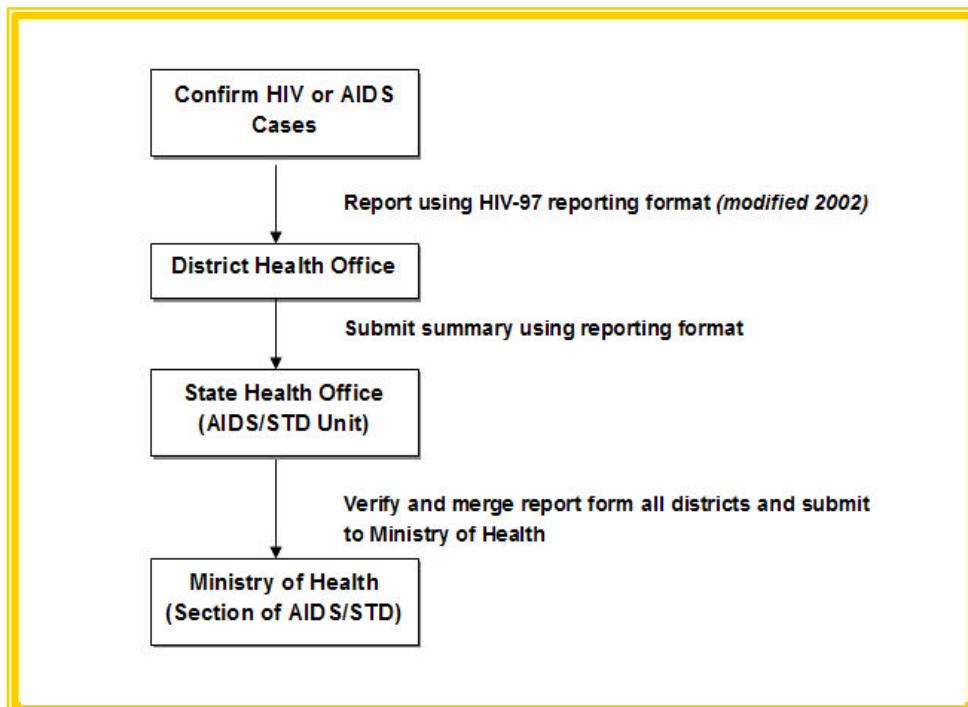 Confirm HIV or AIDS
Cases
Report using HIV-97 reporting format (modified 2002)
District Health Office
Submit summary using reporting format
State Health Office
(AIDS/STD Unit)
Verify and merge report form all districts and submit
to Ministry of Health
Ministry of Health
(Section of AIDS/STD)